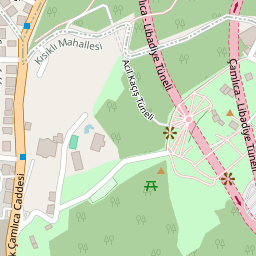 Kısıklı Mahallesi
Acil Kaçış Tüneli
Çamlıca - Libadiye Tüneli
Çamlıca - Libadiye Tüneli
k Çamlıca Caddesi